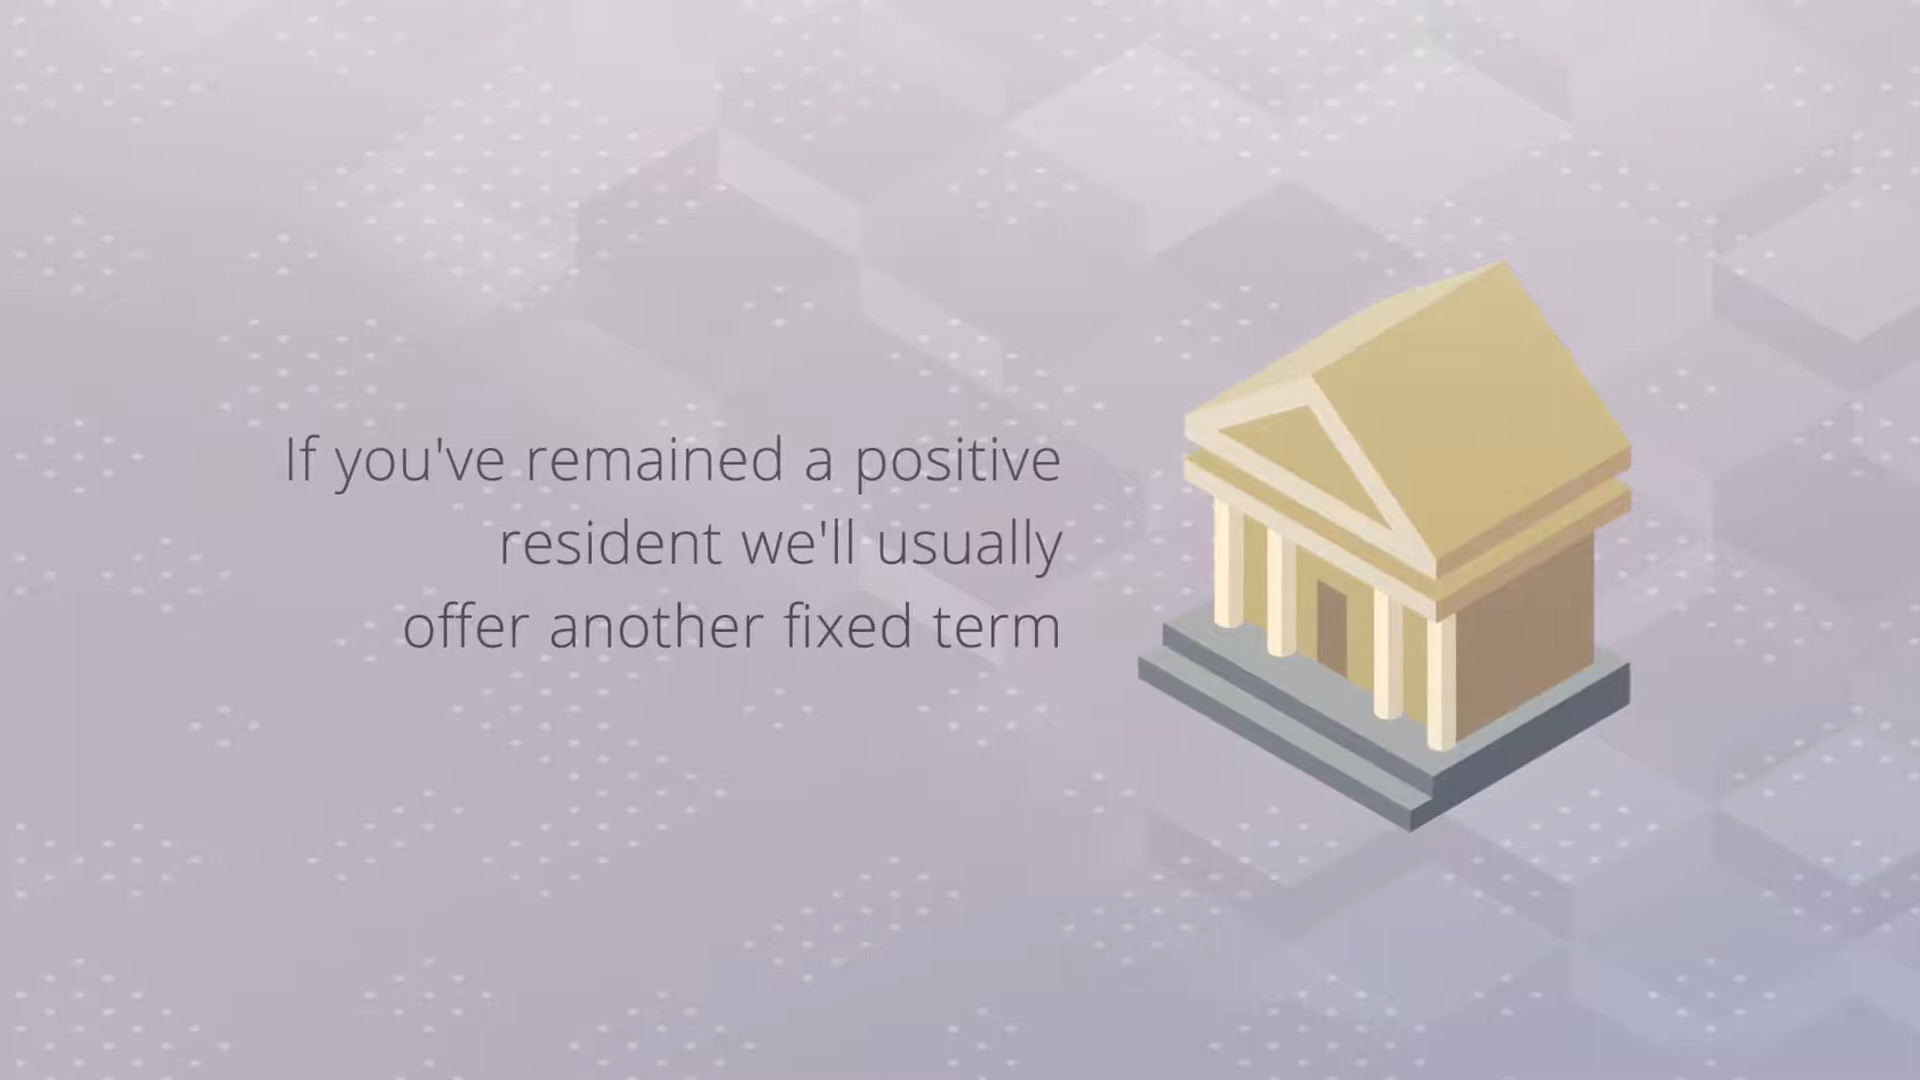 If you've remained a positive
resident we'll usually
offer another fixed term